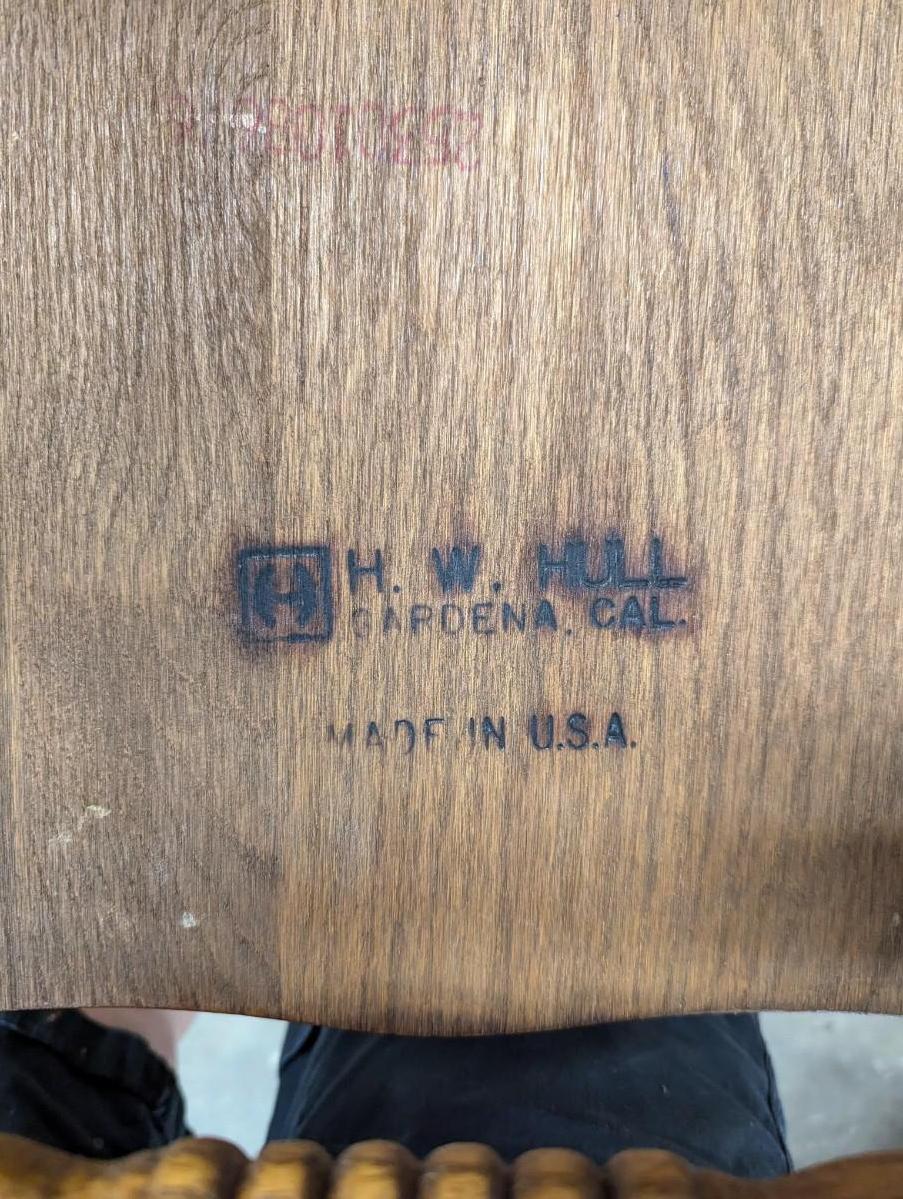 H
H. W. HULL
GARDENA, CAL.
MADE IN U.S.A.